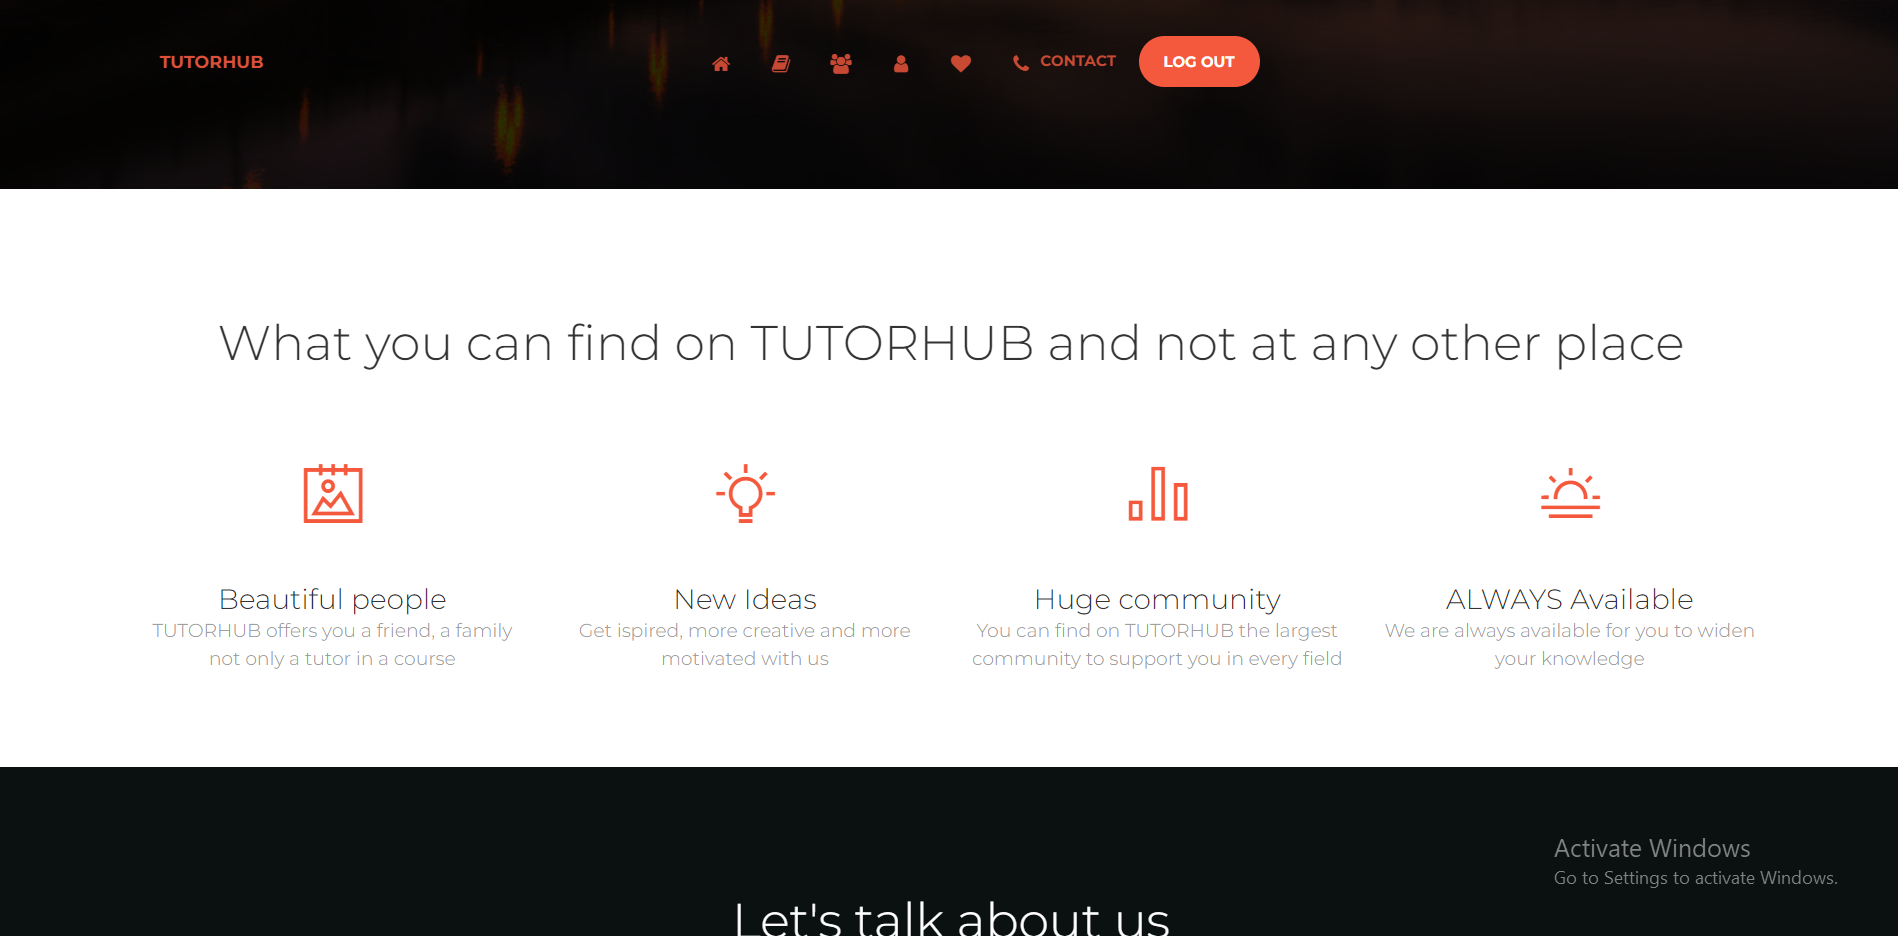 TUTORHUB
CONTACT
LOG OUT
What you can find on TUTORHUB and not at any other place
Beautiful people
TUTORHUB offers you a friend, a family
not only a tutor in a course
New Ideas
Get ispired, more creative and more
motivated with us
Huge community
You can find on TUTORHUB the largest
community to support you in every field
ALWAYS Available
We are always available for you to widen
your knowledge
Activate Windows
Go to Settings to activate Windows.
Let's talk about us